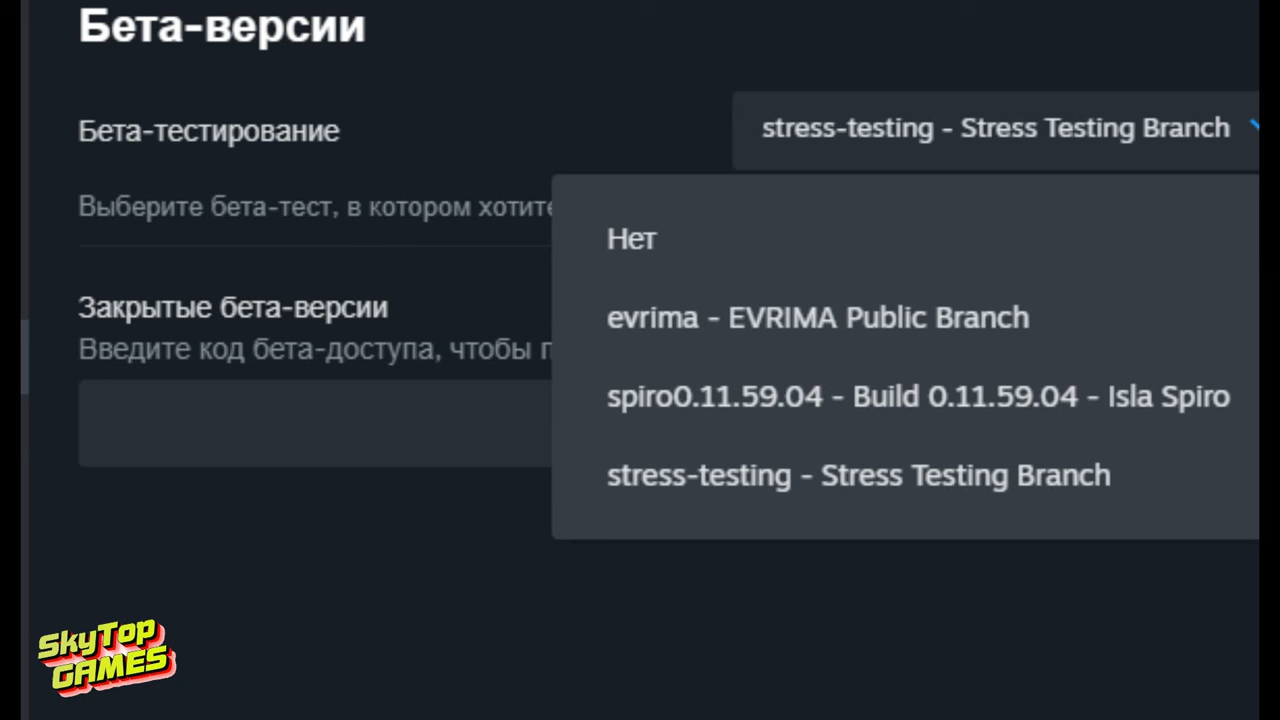 Бета-версии
Бета-тестирование
stress-testing - Stress Testing Branch
Выберите бета-тест, в котором
Нет
evrima - EVRIMA Public Branch
Закрытые бета-версии
Введите код бета-доступа, чтобы
spiro0.11.59.04 - Build 0.11.59.04 - Isla Spiro
stress-testing - Stress Testing Branch
SkyTop
GAMES